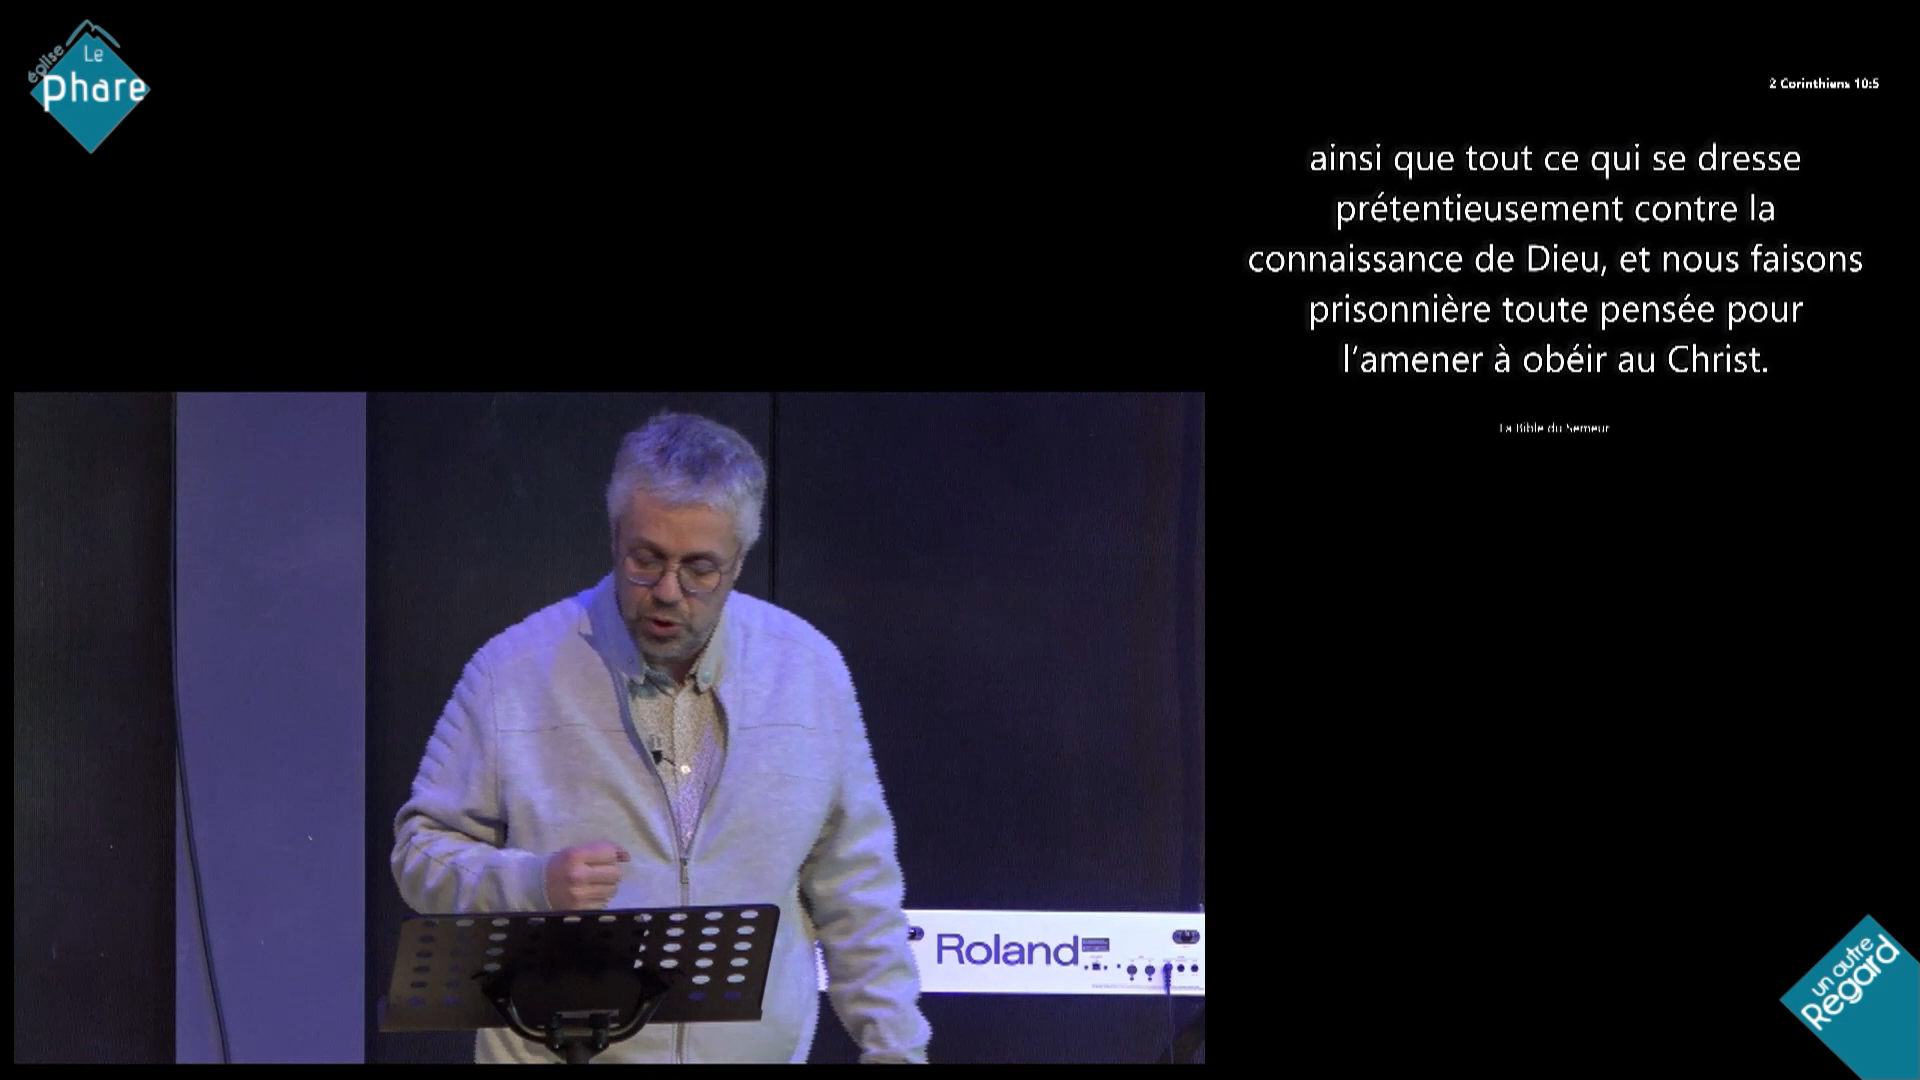 église
Le
phare
2 Corinthiens 10:5
ainsi que tout ce qui se dresse
prétentieusement contre la
connaissance de Dieu, et nous faisons
prisonnière toute pensée pour
l'amener à obéir au Christ.
La Bible du Semeur
Roland
un autre
Regard